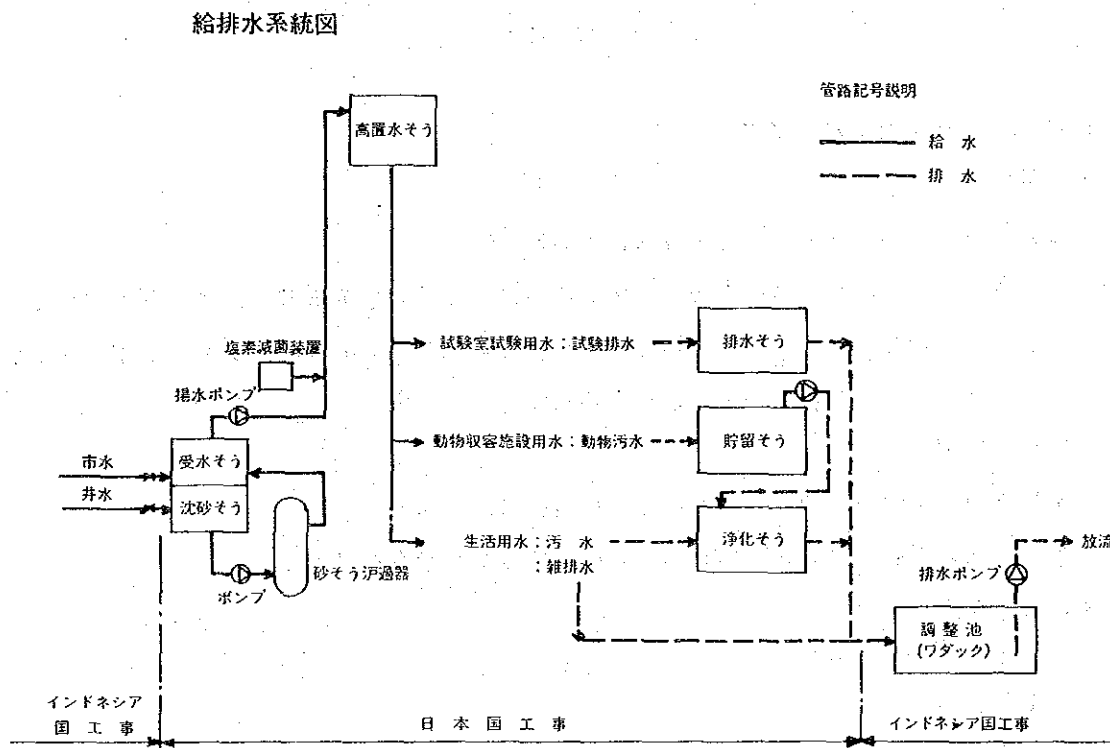 給排水系統図
管路記号説明
給 水
排 水
高置水そう
塩素滅菌装置
揚水ポンプ
試験室試験用水：試験排水
排水そう
動物収容施設用水：動物汚水
貯留そう
市水
受水そう
井水
沈砂そう
生活用水：汚 水
：雑排水
浄化そう
砂そう沪過器
ポンプ
放流
排水ポンプ
調整池
(ワダック)
インドネシア
国 工 事
日 本 国 工 事
インドネシア国工事